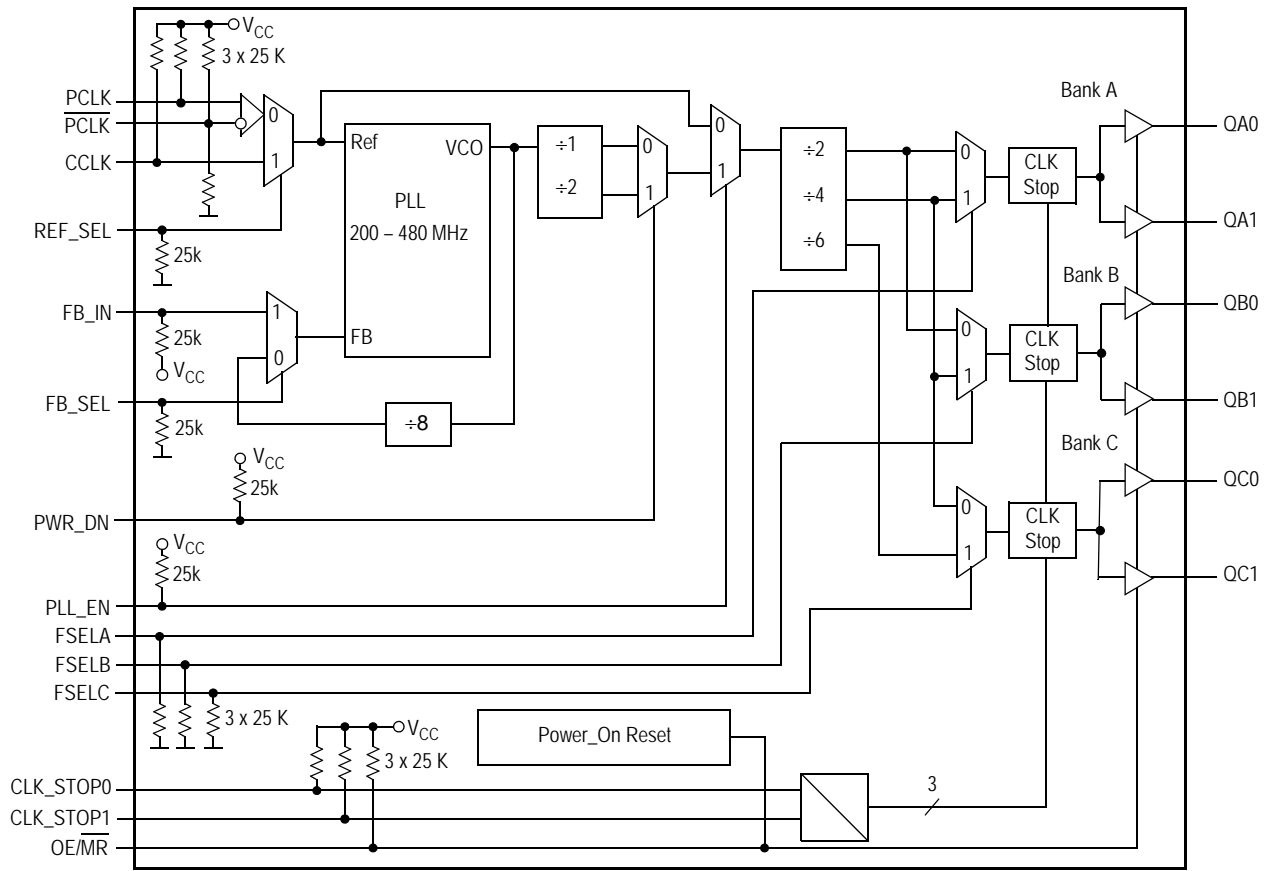 VCC
3 x 25 K
PCLK
PCLK
CCLK
0
1
REF_SEL
25k
FB_IN
25k
VCC
1
0
FB_SEL
25k
Ref
VCO
PLL
200 – 480 MHz
FB
÷8
÷1
÷2
0
1
0
1
÷2
÷4
÷6
0
1
CLK
Stop
Bank A
QA0
QA1
Bank B
0
1
CLK
Stop
QB0
QB1
Bank C
0
1
CLK
Stop
QC0
QC1
VCC
25k
PWR_DN
VCC
25k
PLL_EN
FSELA
FSELB
FSELC
3 x 25 K
VCC
3 x 25 K
Power_On Reset
CLK_STOP0
CLK_STOP1
OE/MR
3